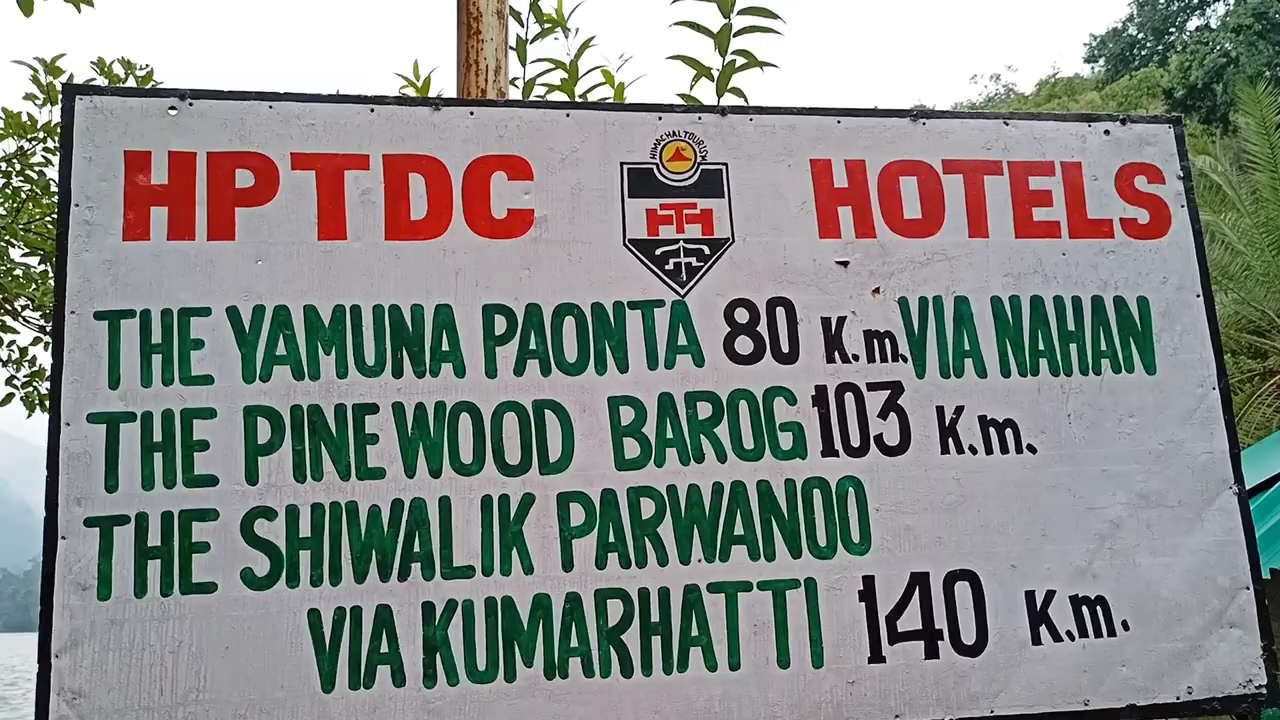 HPTDC HOTELS
HIMACHAL TOURISM
THE YAMUNA PAONTA 80 K.m. VIA NAHAN
THE PINEWOOD BAROG 103 K.m.
THE SHIWALIK PARWANOO
VIA KUMARHATTI 140 K.m.